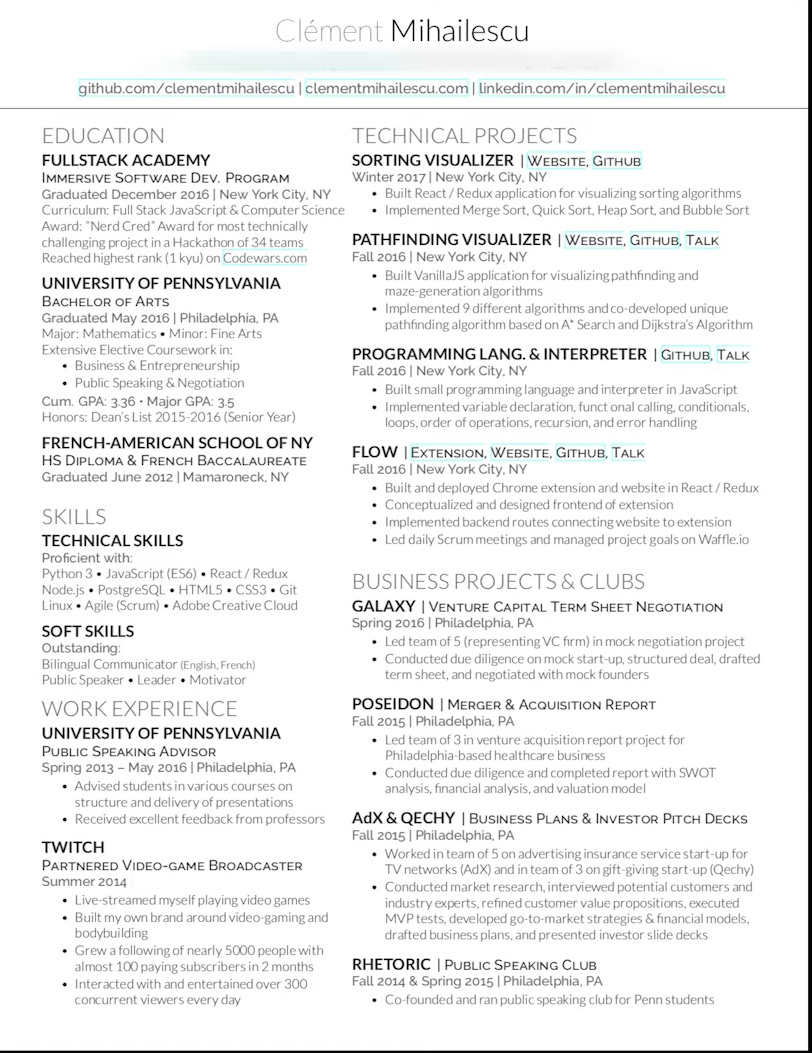 Clément Mihailescu
github.com/clementmihailescu | clementmihailescu.com | linkedin.com/in/clementmihailescu
EDUCATION
FULLSTACK ACADEMY
IMMERSIVE SOFTWARE DEV. PROGRAM
Graduated December 2016 | New York City, NY
Curriculum: Full Stack JavaScript & Computer Science
Award: "Nerd Cred" Award for most technically
challenging project in a Hackathon of 34 teams
Reached highest rank (1 kyu) on Codewars.com
UNIVERSITY OF PENNSYLVANIA
BACHELOR OF ARTS
Graduated May 2016 | Philadelphia, PA
Major: Mathematics • Minor: Fine Arts
Extensive Elective Coursework in:
• Business & Entrepreneurship
• Public Speaking & Negotiation
Cum. GPA: 3.36 • Major GPA: 3.5
Honors: Dean's List 2015-2016 (Senior Year)
FRENCH-AMERICAN SCHOOL OF NY
HS DIPLOMA & FRENCH BACCALAUREATE
Graduated June 2012 | Mamaroneck, NY
SKILLS
TECHNICAL SKILLS
Proficient with:
Python 3 • JavaScript (ES6) • React / Redux
Node.js • PostgreSQL • HTML5 • CSS3 • Git
Linux • Agile (Scrum) • Adobe Creative Cloud
SOFT SKILLS
Outstanding:
Bilingual Communicator (English, French)
Public Speaker • Leader • Motivator
WORK EXPERIENCE
UNIVERSITY OF PENNSYLVANIA
PUBLIC SPEAKING ADVISOR
Spring 2013 – May 2016 | Philadelphia, PA
• Advised students in various courses on
structure and delivery of presentations
• Received excellent feedback from professors
TWITCH
PARTNERED VIDEO-GAME BROADCASTER
Summer 2014
• Live-streamed myself playing video games
• Built my own brand around video-gaming and
bodybuilding
• Grew a following of nearly 5000 people with
almost 100 paying subscribers in 2 months
• Interacted with and entertained over 300
concurrent viewers every day
TECHNICAL PROJECTS
SORTING VISUALIZER | WEBSITE, GITHUB
Winter 2017 | New York City, NY
• Built React / Redux application for visualizing sorting algorithms
• Implemented Merge Sort, Quick Sort, Heap Sort, and Bubble Sort
PATHFINDING VISUALIZER | WEBSITE, GITHUB, TALK
Fall 2016 | New York City, NY
• Built VanillaJS application for visualizing pathfinding and
maze-generation algorithms
• Implemented 9 different algorithms and co-developed unique
pathfinding algorithm based on A* Search and Dijkstra's Algorithm
PROGRAMMING LANG. & INTERPRETER | GITHUB, TALK
Fall 2016 | New York City, NY
• Built small programming language and interpreter in JavaScript
• Implemented variable declaration, funct onal calling, conditionals,
loops, order of operations, recursion, and error handling
FLOW | EXTENSION, WEBSITE, GITHUB, TALK
Fall 2016 | New York City, NY
• Built and deployed Chrome extension and website in React / Redux
• Conceptualized and designed frontend of extension
• Implemented backend routes connecting website to extension
• Led daily Scrum meetings and managed project goals on Waffle.io
BUSINESS PROJECTS & CLUBS
GALAXY | VENTURE CAPITAL TERM SHEET NEGOTIATION
Spring 2016 | Philadelphia, PA
• Led team of 5 (representing VC firm) in mock negotiation project
• Conducted due diligence on mock start-up, structured deal, drafted
term sheet, and negotiated with mock founders
POSEIDON | MERGER & ACQUISITION REPORT
Fall 2015 | Philadelphia, PA
• Led team of 3 in venture acquisition report project for
Philadelphia-based healthcare business
• Conducted due diligence and completed report with SWOT
analysis, financial analysis, and valuation model
AdX & QECHY | BUSINESS PLANS & INVESTOR PITCH DECKS
Fall 2015 | Philadelphia, PA
• Worked in team of 5 on advertising insurance service start-up for
TV networks (AdX) and in team of 3 on gift-giving start-up (Qechy)
• Conducted market research, interviewed potential customers and
industry experts, refined customer value propositions, executed
MVP tests, developed go-to-market strategies & financial models,
drafted business plans, and presented investor slide decks
RHETORIC | PUBLIC SPEAKING CLUB
Fall 2014 & Spring 2015 | Philadelphia, PA
• Co-founded and ran public speaking club for Penn students